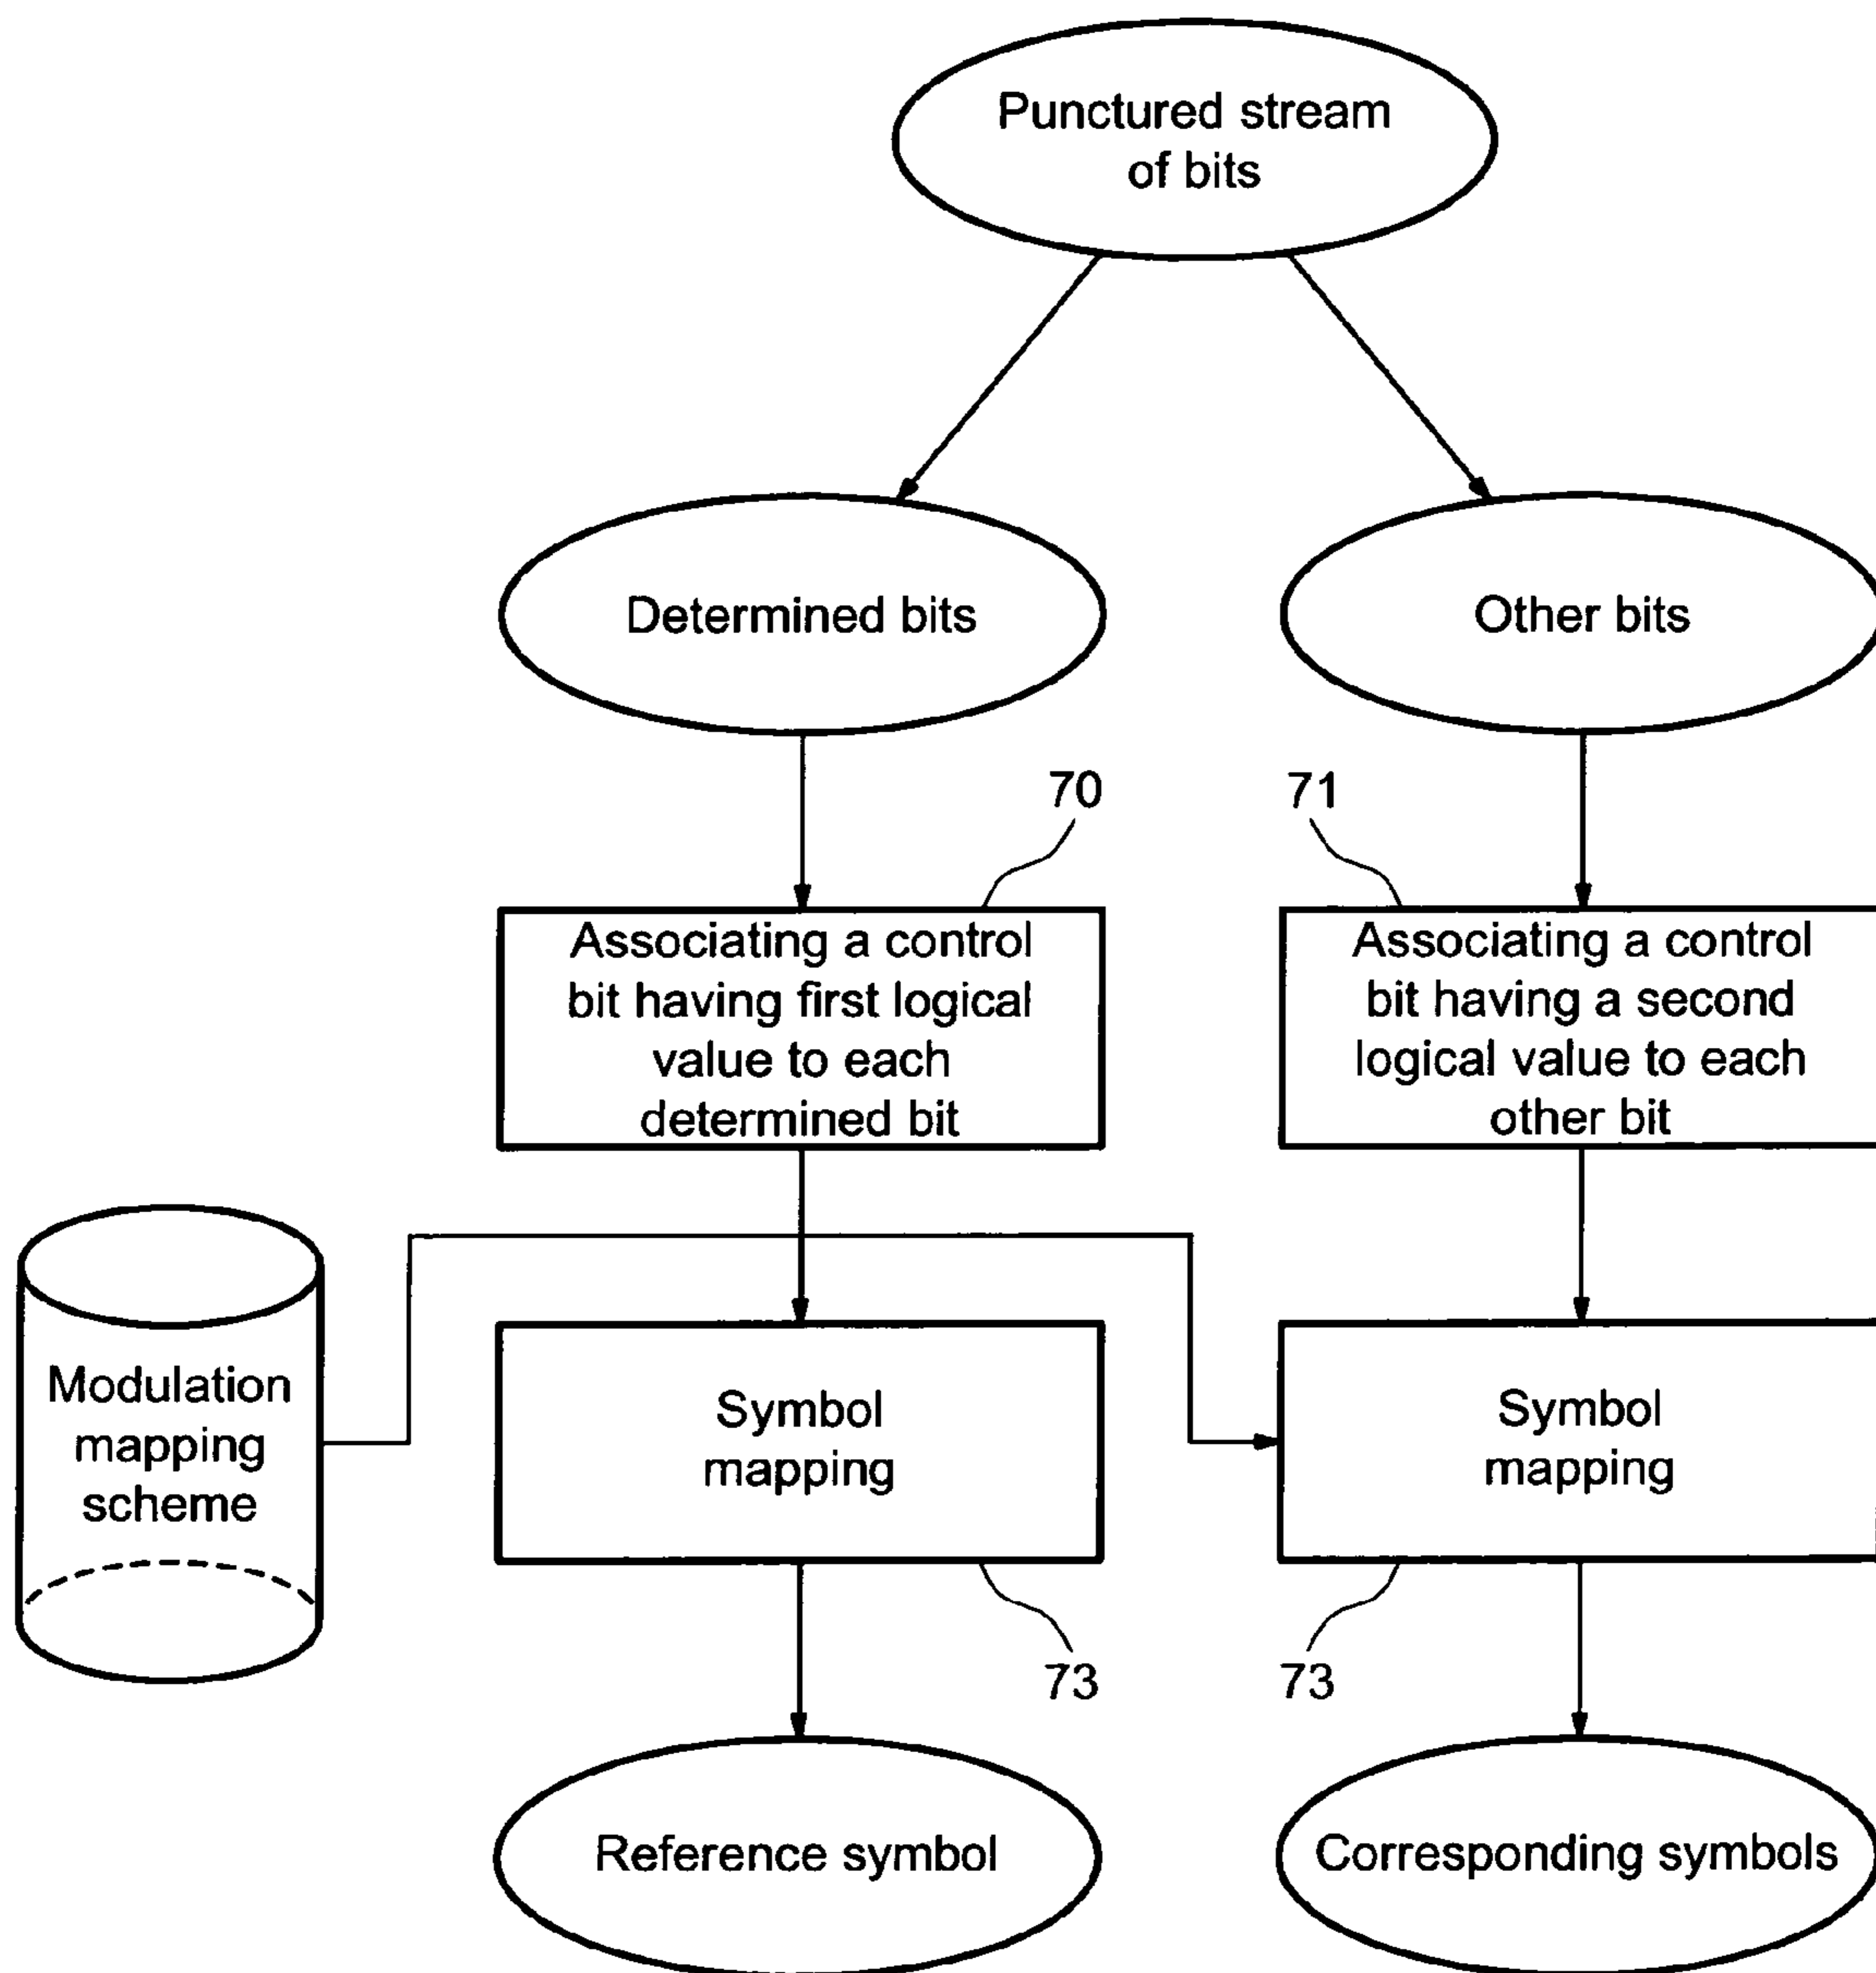 Punctured stream
of bits
Determined bits
Other bits
70
71
Associating a control
bit having first logical
value to each
determined bit
Associating a control
bit having a second
logical value to each
other bit
Modulation
mapping
scheme
Symbol
mapping
Symbol
mapping
73
73
Reference symbol
Corresponding symbols